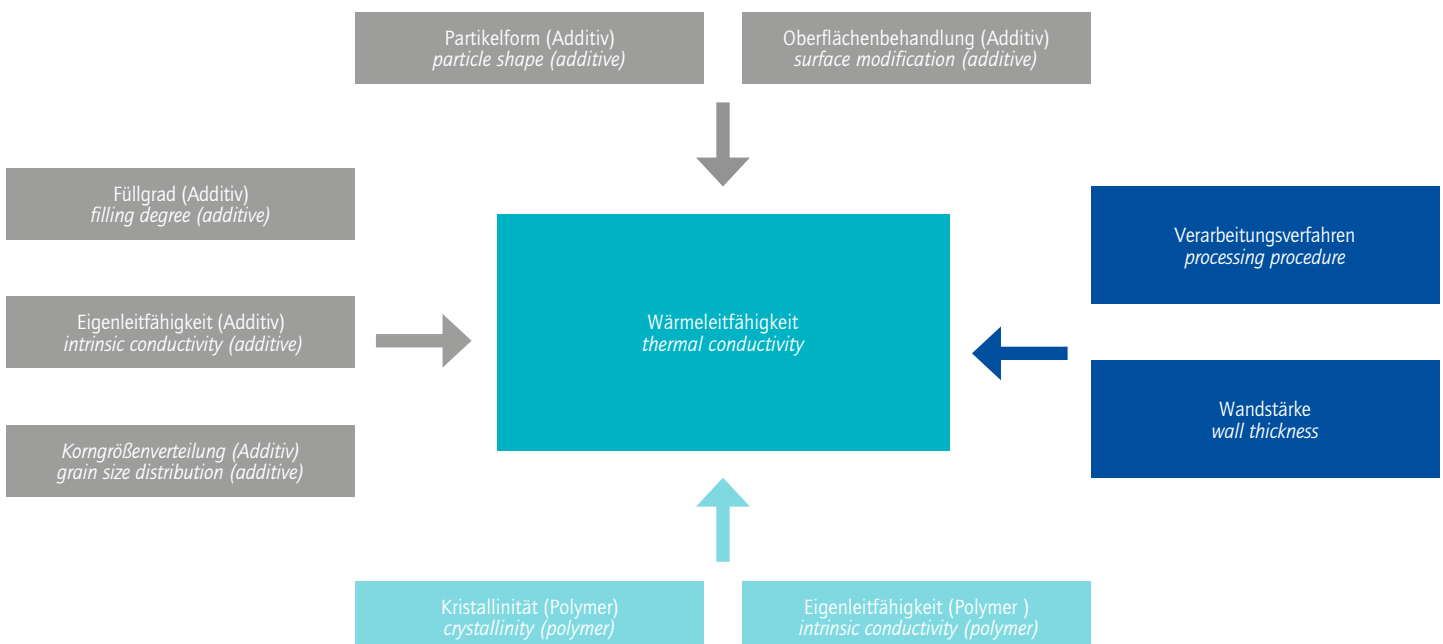 Partikelform (Additiv)
particle shape (additive)
Oberflächenbehandlung (Additiv)
surface modification (additive)
Füllgrad (Additiv)
filling degree (additive)
Eigenleitfähigkeit (Additiv)
intrinsic conductivity (additive)
Korngrößenverteilung (Additiv)
grain size distribution (additive)
Wärmeleitfähigkeit
thermal conductivity
Verarbeitungsverfahren
processing procedure
Wandstärke
wall thickness
Kristallinität (Polymer)
crystallinity (polymer)
Eigenleitfähigkeit (Polymer )
intrinsic conductivity (polymer)